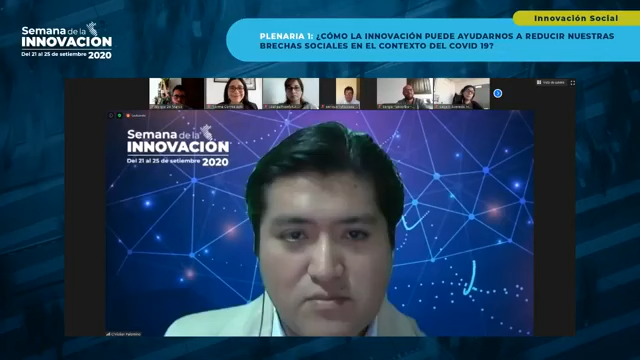 Innovación Social
Semana de la
INNOVACIÓN
Del 21 al 25 de setiembre 2020
PLENARIA 1: ¿CÓMO LA INNOVACIÓN PUEDE AYUDARNOS A REDUCIR NUESTRAS
BRECHAS SOCIALES EN EL CONTEXTO DEL COVID 19?
Semana de la
INNOVACIÓN
Del 21 al 25 de setiembre 2020